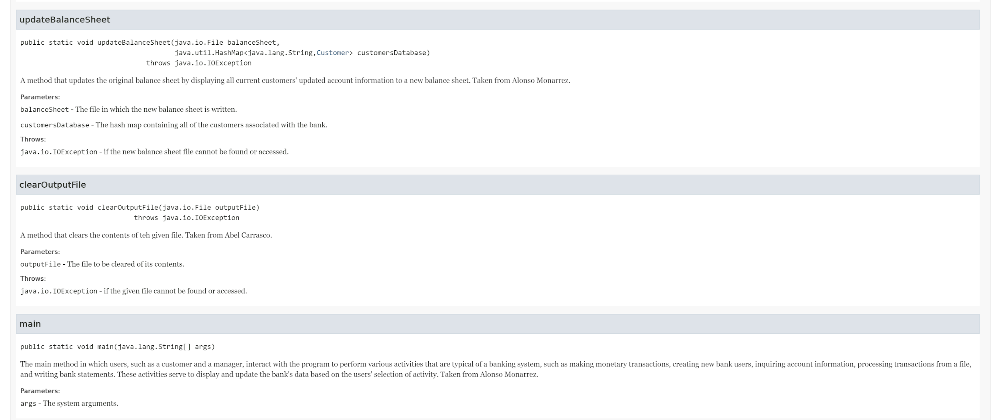 updateBalanceSheet
public static void updateBalanceSheet(java.io.File balanceSheet,
java.util.HashMap<java.lang.String,Customer> customersDatabase)
throws java.io.IOException
A method that updates the original balance sheet by displaying all current customers' updated account information to a new balance sheet. Taken from Alonso Monarrez.
Parameters:
balanceSheet - The file in which the new balance sheet is written.
customersDatabase - The hash map containing all of the customers associated with the bank.
Throws:
java.io.IOException - if the new balance sheet file cannot be found or accessed.
clearOutputFile
public static void clearOutputFile(java.io.File outputFile)
throws java.io.IOException
A method that clears the contents of teh given file. Taken from Abel Carrasco.
Parameters:
outputFile - The file to be cleared of its contents.
Throws:
java.io.IOException - if the given file cannot be found or accessed.
main
public static void main(java.lang.String[] args)
The main method in which users, such as a customer and a manager, interact with the program to perform various activities that are typical of a banking system, such as making monetary transactions, creating new bank users, inquiring account information, processing transactions from a file,
and writing bank statements. These activities serve to display and update the bank's data based on the users' selection of activity. Taken from Alonso Monarrez.
Parameters:
args - The system arguments.